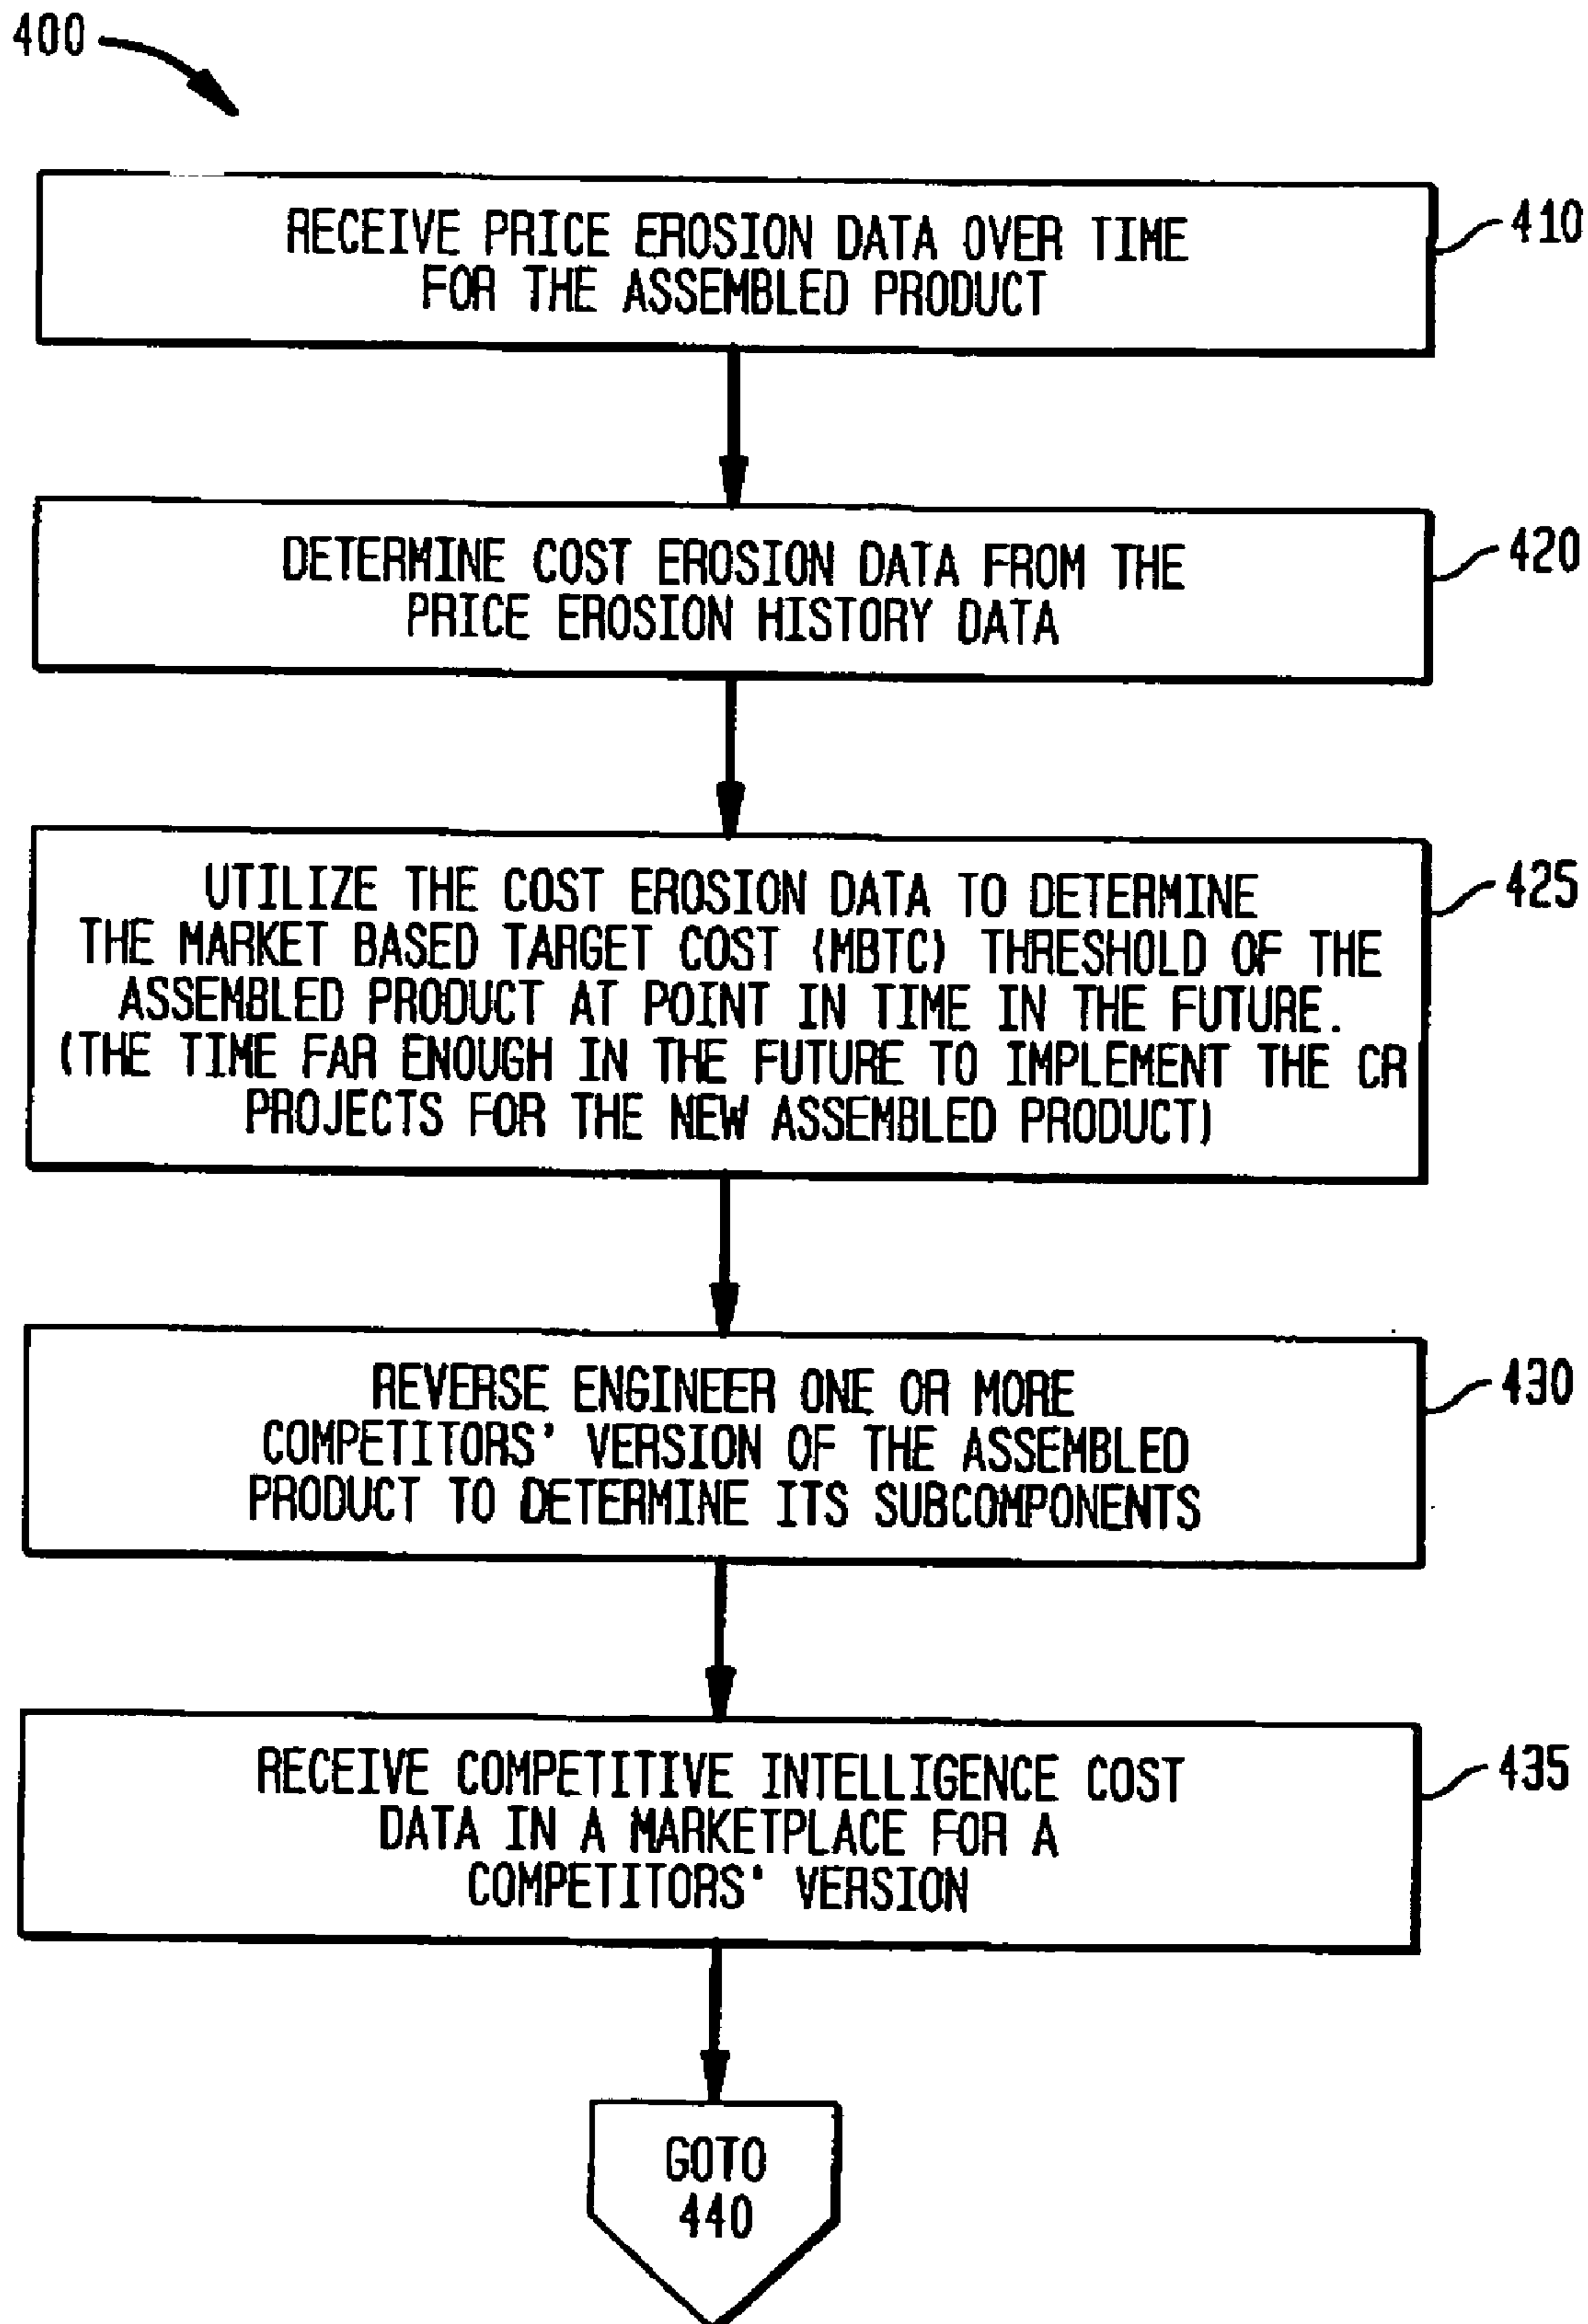 400
RECEIVE PRICE EROSION DATA OVER TIME
FOR THE ASSEMBLED PRODUCT
410
DETERMINE COST EROSION DATA FROM THE
PRICE EROSION HISTORY DATA
420
UTILIZE THE COST EROSION DATA TO DETERMINE
THE MARKET BASED TARGET COST (MBTC) THRESHOLD OF THE
ASSEMBLED PRODUCT AT POINT IN TIME IN THE FUTURE.
(THE TIME FAR ENOUGH IN THE FUTURE TO IMPLEMENT THE CR
PROJECTS FOR THE NEW ASSEMBLED PRODUCT)
425
REVERSE ENGINEER ONE OR MORE
COMPETITORS' VERSION OF THE ASSEMBLED
PRODUCT TO DETERMINE ITS SUBCOMPONENTS
430
RECEIVE COMPETITIVE INTELLIGENCE COST
DATA IN A MARKETPLACE FOR A
COMPETITORS' VERSION
435
GOTO
440